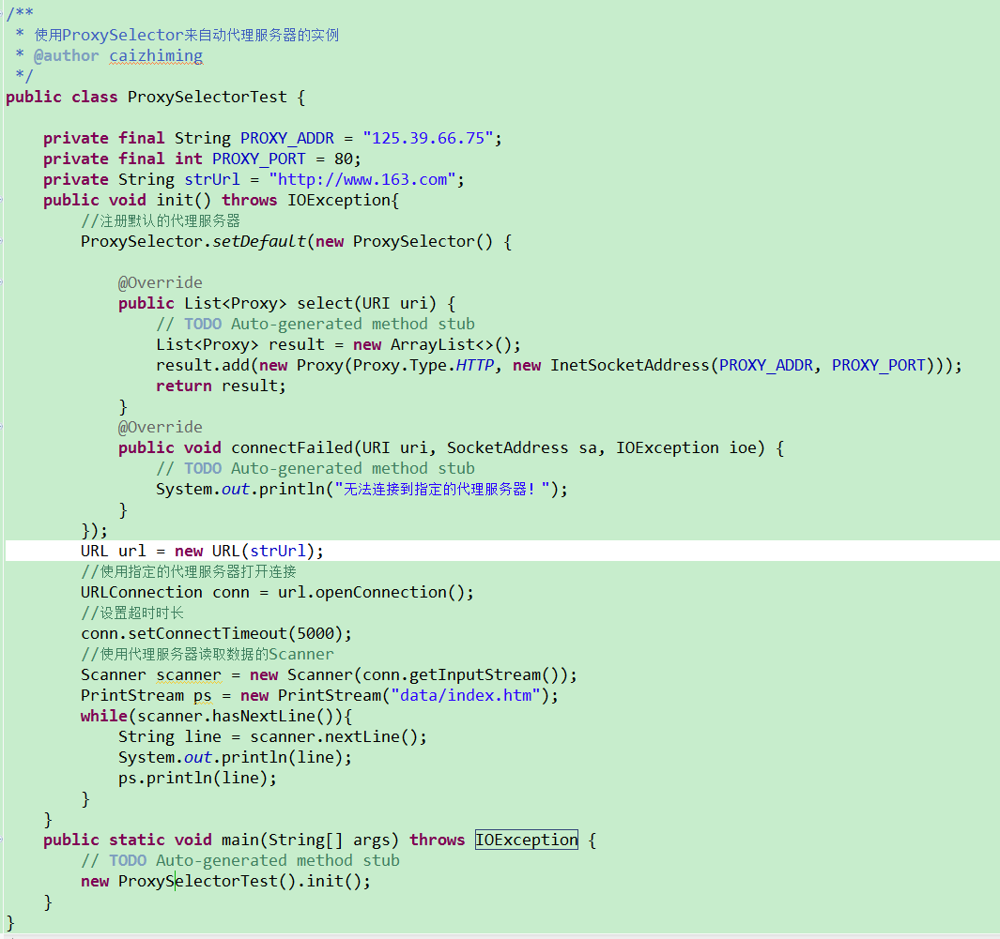 /**
 * 使用ProxySelector来自动代理服务器的实例
 * @author caizhiming
 */
public class ProxySelectorTest {
    private final String PROXY_ADDR = "125.39.66.75";
    private final int PROXY_PORT = 80;
    private String strUrl = "http://www.163.com";
    public void init() throws IOException{
        //注册默认的代理服务器
        ProxySelector.setDefault(new ProxySelector() {
            @Override
            public List<Proxy> select(URI uri) {
                // TODO Auto-generated method stub
                List<Proxy> result = new ArrayList<>();
                result.add(new Proxy(Proxy.Type.HTTP, new InetSocketAddress(PROXY_ADDR, PROXY_PORT)));
                return result;
            }
            @Override
            public void connectFailed(URI uri, SocketAddress sa, IOException ioe) {
                // TODO Auto-generated method stub
                System.out.println("无法连接到指定的代理服务器！");
            }
        });
        URL url = new URL(strUrl);
        //使用指定的代理服务器打开连接
        URLConnection conn = url.openConnection();
        //设置超时时长
        conn.setConnectTimeout(5000);
        //使用代理服务器读取数据的Scanner
        Scanner scanner = new Scanner(conn.getInputStream());
        PrintStream ps = new PrintStream("data/index.htm");
        while(scanner.hasNextLine()){
            String line = scanner.nextLine();
            System.out.println(line);
            ps.println(line);
        }
    }
    public static void main(String[] args) throws IOException {
        // TODO Auto-generated method stub
        new ProxySelectorTest().init();
    }
}